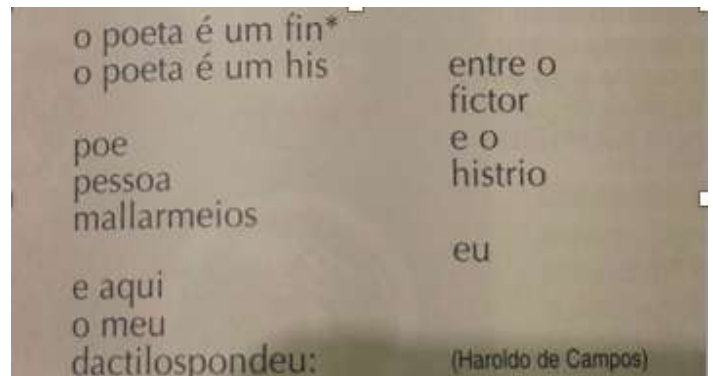 o poeta é um fin*
o poeta é um his
poe
pessoa
mallarmeios
e aqui
o meu
dactilospondeu:
entre o
fictor
e o
histrio
eu
(Haroldo de Campos)